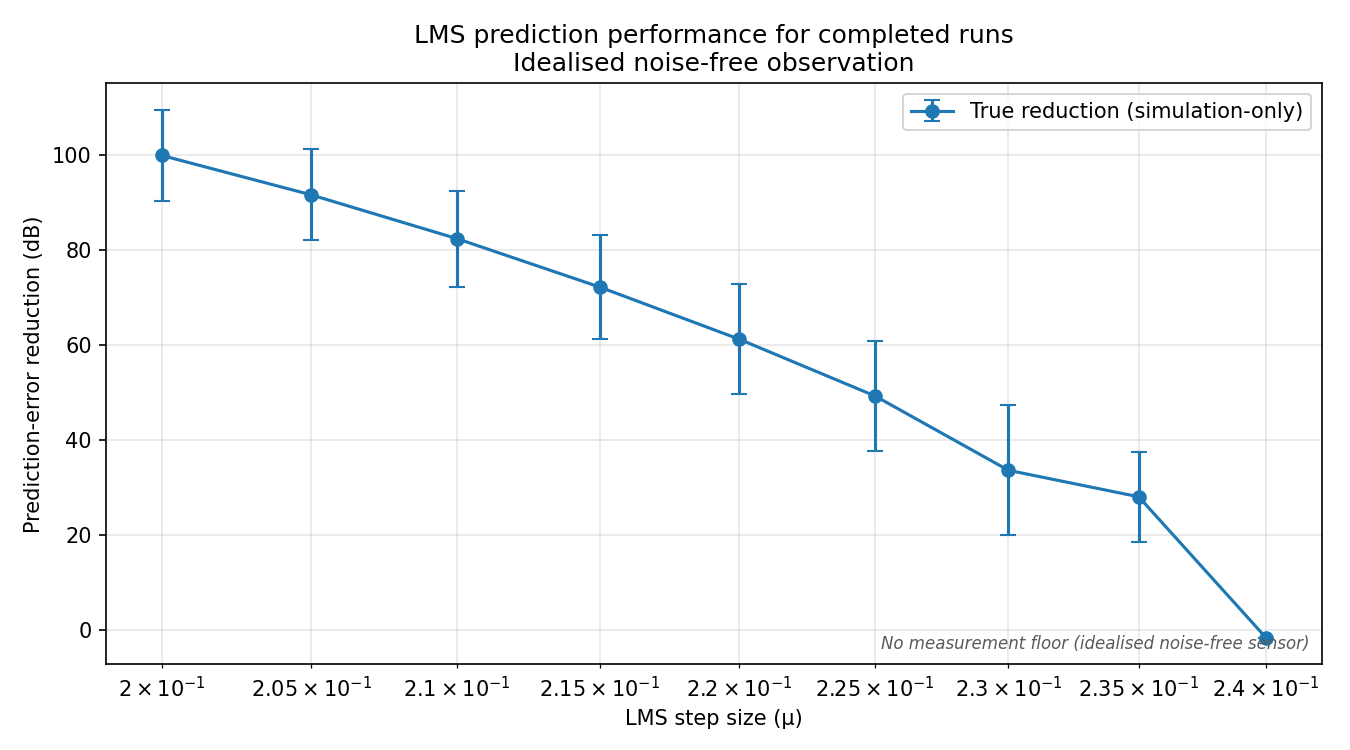 LMS prediction performance for completed runs
Idealised noise-free observation
True reduction (simulation-only)
Prediction-error reduction (dB)
100
80
60
40
20
0
No measurement floor (idealised noise-free sensor)
2 × 10⁻¹ 2.05 × 10⁻¹ 2.1 × 10⁻¹ 2.15 × 10⁻¹ 2.2 × 10⁻¹ 2.25 × 10⁻¹ 2.3 × 10⁻¹ 2.35 × 10⁻¹ 2.4 × 10⁻¹
LMS step size (μ)